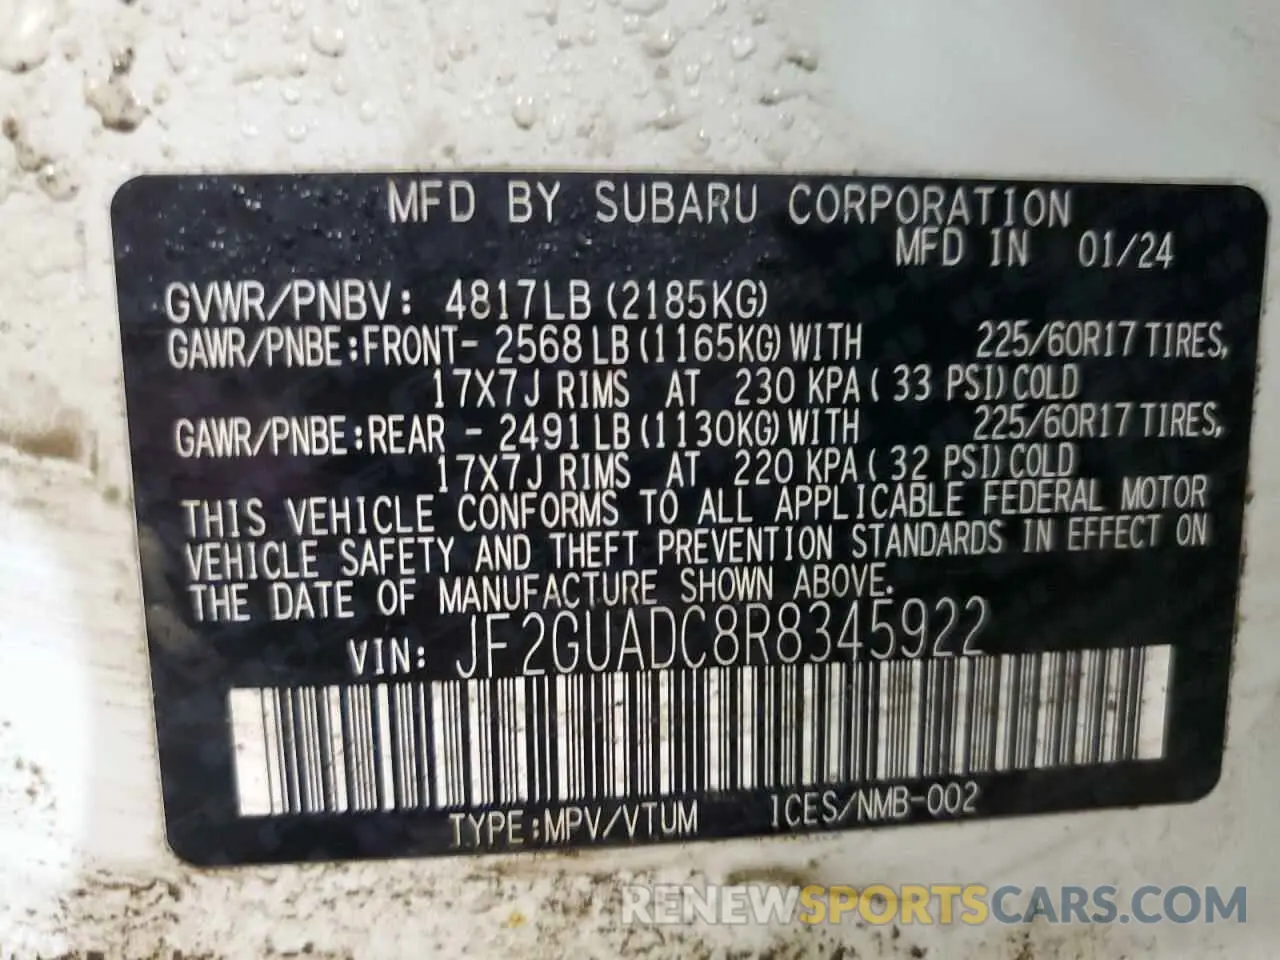 MFD BY SUBARU CORPORATION
MFD IN 01/24
GVWR/PNBV: 4817LB (2185KG)
GAWR/PNBE:FRONT- 2568 LB (1165KG) WITH 225/60R17 TIRES,
17X7J RIMS AT 230 KPA ( 33 PSI) COLD
GAWR/PNBE:REAR - 2491 LB (1130KG) WITH 225/60R17 TIRES,
17X7J RIMS AT 220 KPA ( 32 PSI) COLD
THIS VEHICLE CONFORMS TO ALL APPLICABLE FEDERAL MOTOR
VEHICLE SAFETY AND THEFT PREVENTION STANDARDS IN EFFECT ON
THE DATE OF MANUFACTURE SHOWN ABOVE.
VIN: JF2GUADC8R8345922
TYPE:MPV/VTUM ICES/NMB-002
RENEWSPORTSCARS.COM